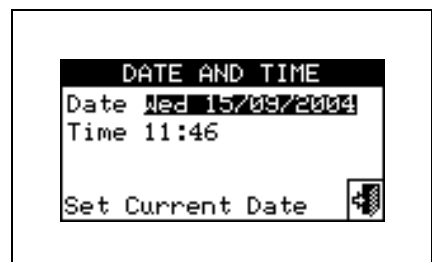 DATE AND TIME
Date Wed 15/09/2004
Time 11:46
Set Current Date